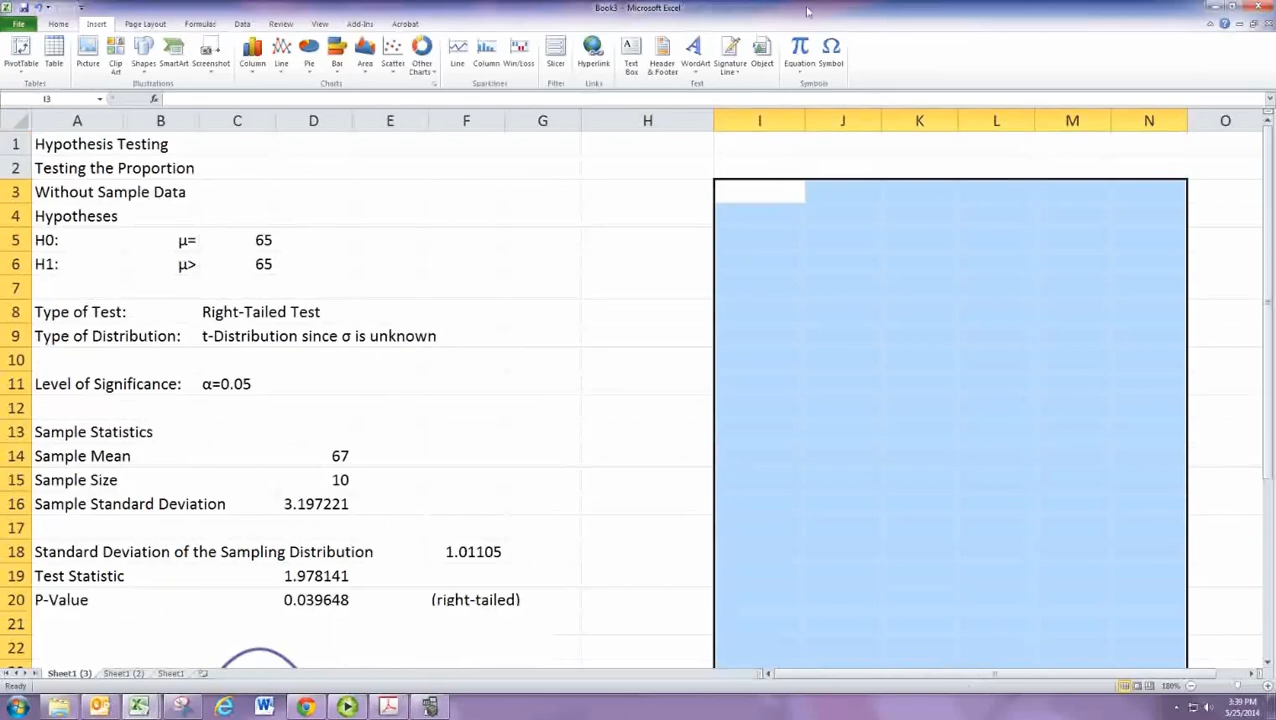 Book3 - Microsoft Excel
File Home Insert Page Layout Formulas Data Review View Add-Ins Acrobat
PivotTable Table Picture Clip Art Shapes SmartArt Screenshot Column Line Pie Bar Area Scatter Other Charts Line Column Win/Loss Slicer Hyperlink Text Box Header & Footer WordArt Signature Line Object Equation Symbol
Tables Illustrations Charts Sparklines Filter Links Text Symbols
I3 fx
A B C D E F G H I J K L M N O
1 Hypothesis Testing
2 Testing the Proportion
3 Without Sample Data
4 Hypotheses
5 H0: μ= 65
6 H1: μ> 65
7
8 Type of Test: Right-Tailed Test
9 Type of Distribution: t-Distribution since σ is unknown
10
11 Level of Significance: α=0.05
12
13 Sample Statistics
14 Sample Mean 67
15 Sample Size 10
16 Sample Standard Deviation 3.197221
17
18 Standard Deviation of the Sampling Distribution 1.01105
19 Test Statistic 1.978141
20 P-Value 0.039648 (right-tailed)
21
22
Sheet1 (3) Sheet1 (2) Sheet1
Ready 180%
3:39 PM
5/25/2014